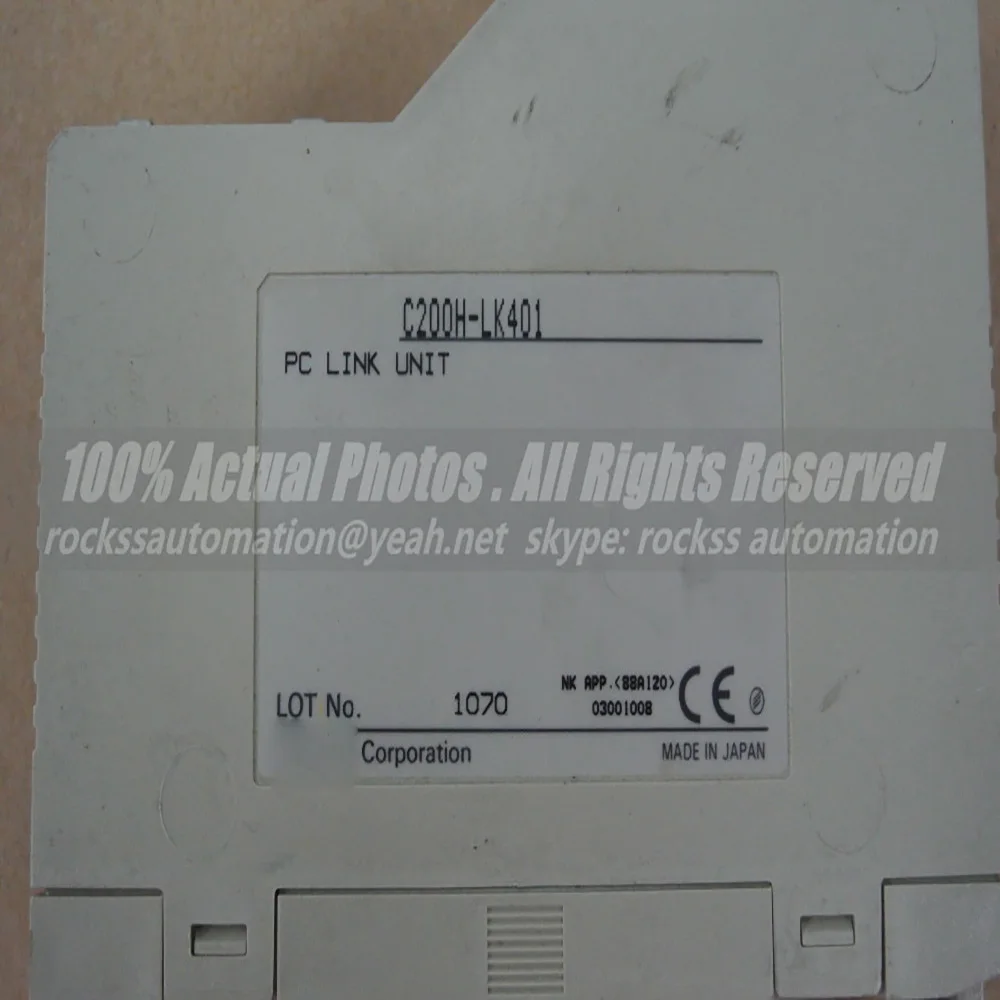 C200H-LK401
PC LINK UNIT
100% Actual Photos . All Rights Reserved
rockssautomation@yeah.net skype: rockss automation
NK APP.<88A120>
LOT No. 1070 03001008 CE
Corporation MADE IN JAPAN